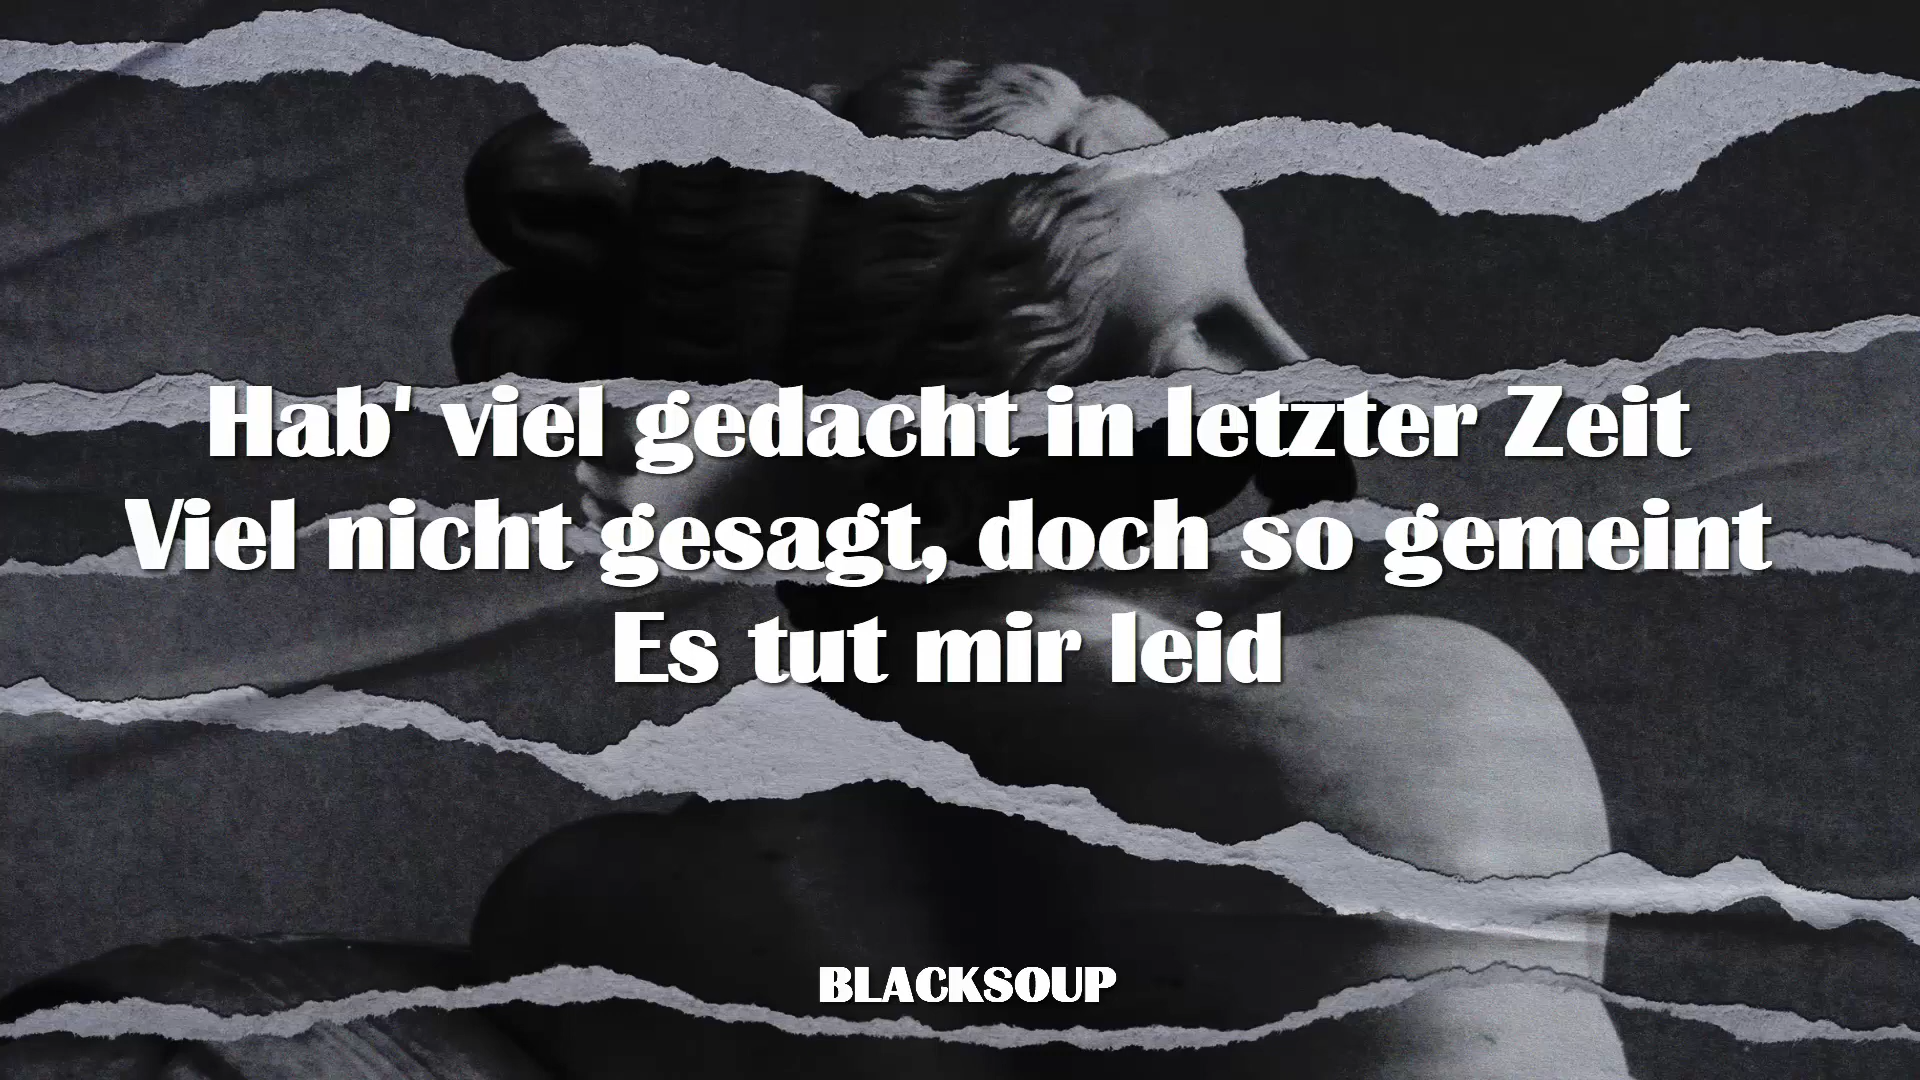 Hab' viel gedacht in letzter Zeit
Viel nicht gesagt, doch so gemeint
Es tut mir leid
BLACKSOUP